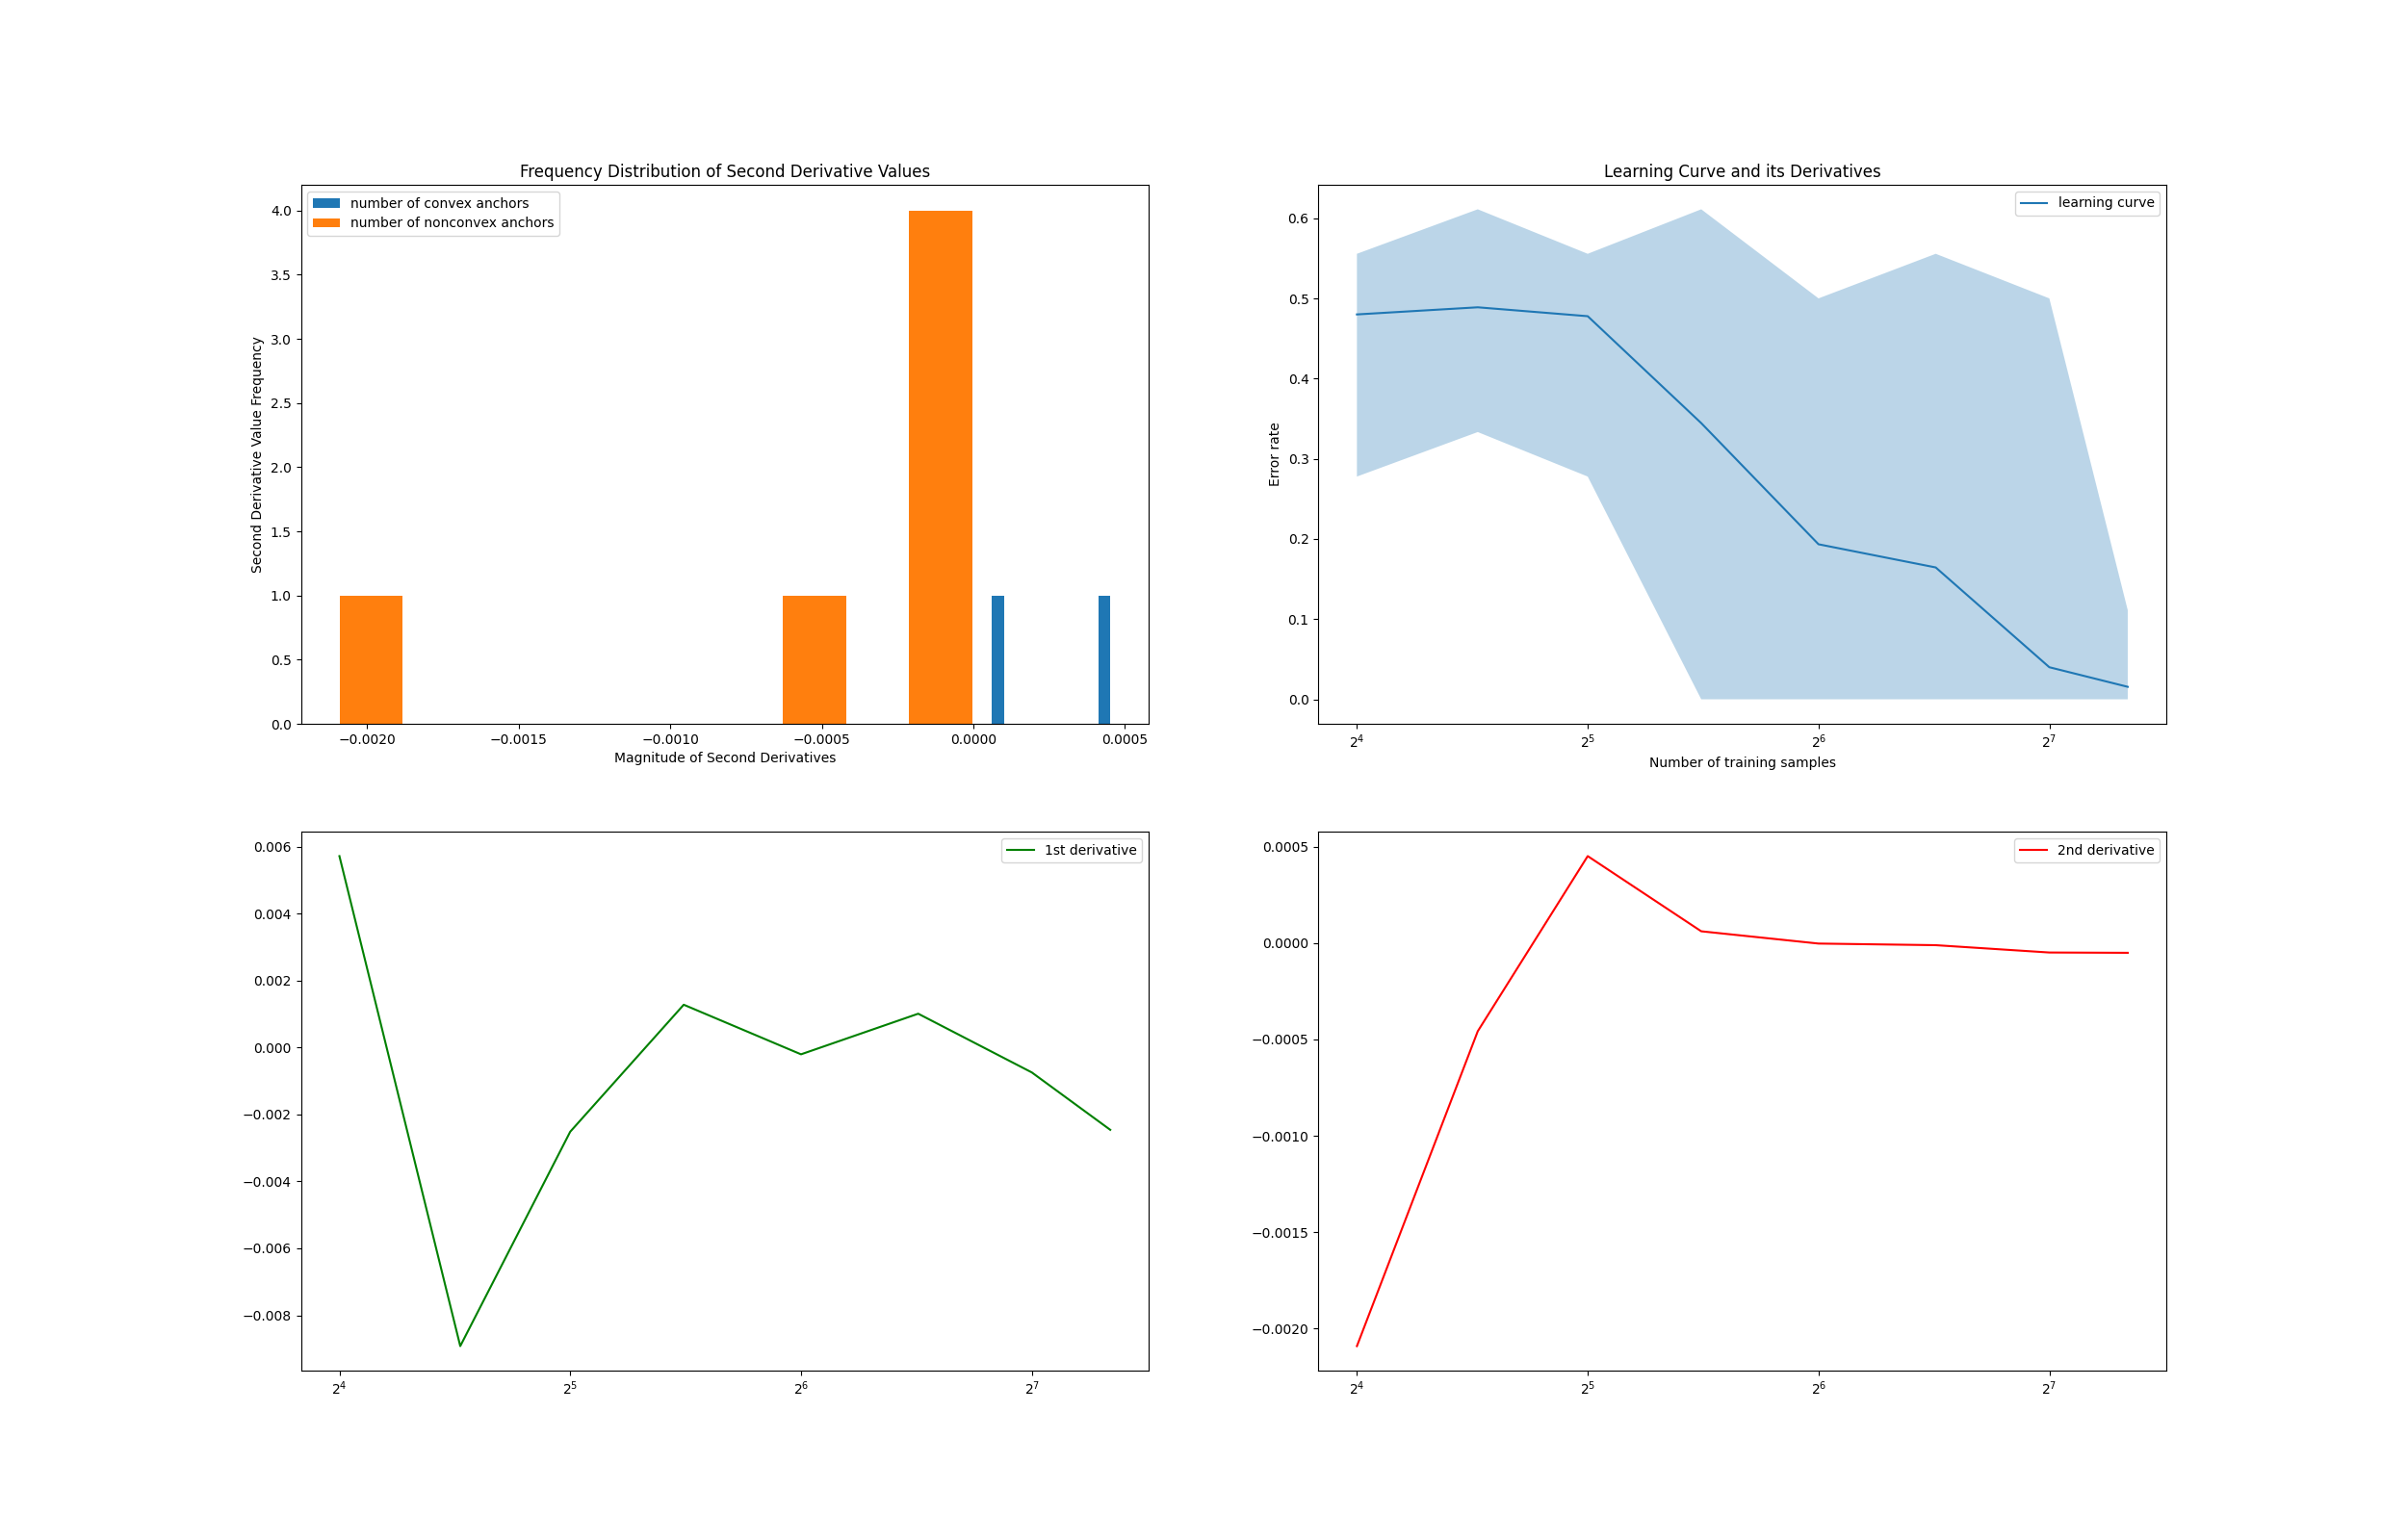 Frequency Distribution of Second Derivative Values
number of convex anchors
number of nonconvex anchors
4.0
3.5
3.0
2.5
2.0
1.5
1.0
0.5
0.0
Second Derivative Value Frequency
−0.0020 −0.0015 −0.0010 −0.0005 0.0000 0.0005
Magnitude of Second Derivatives
Learning Curve and its Derivatives
learning curve
0.6
0.5
0.4
0.3
0.2
0.1
0.0
Error rate
2⁴ 2⁵ 2⁶ 2⁷
Number of training samples
1st derivative
0.006
0.004
0.002
0.000
−0.002
−0.004
−0.006
−0.008
2⁴ 2⁵ 2⁶ 2⁷
2nd derivative
0.0005
0.0000
−0.0005
−0.0010
−0.0015
−0.0020
2⁴ 2⁵ 2⁶ 2⁷